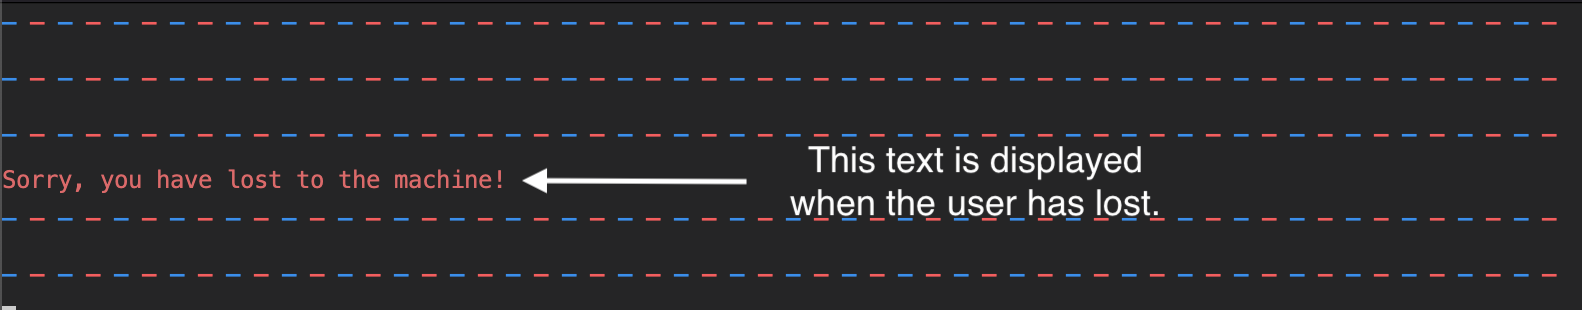 Sorry, you have lost to the machine!
This text is displayed
when the user has lost.